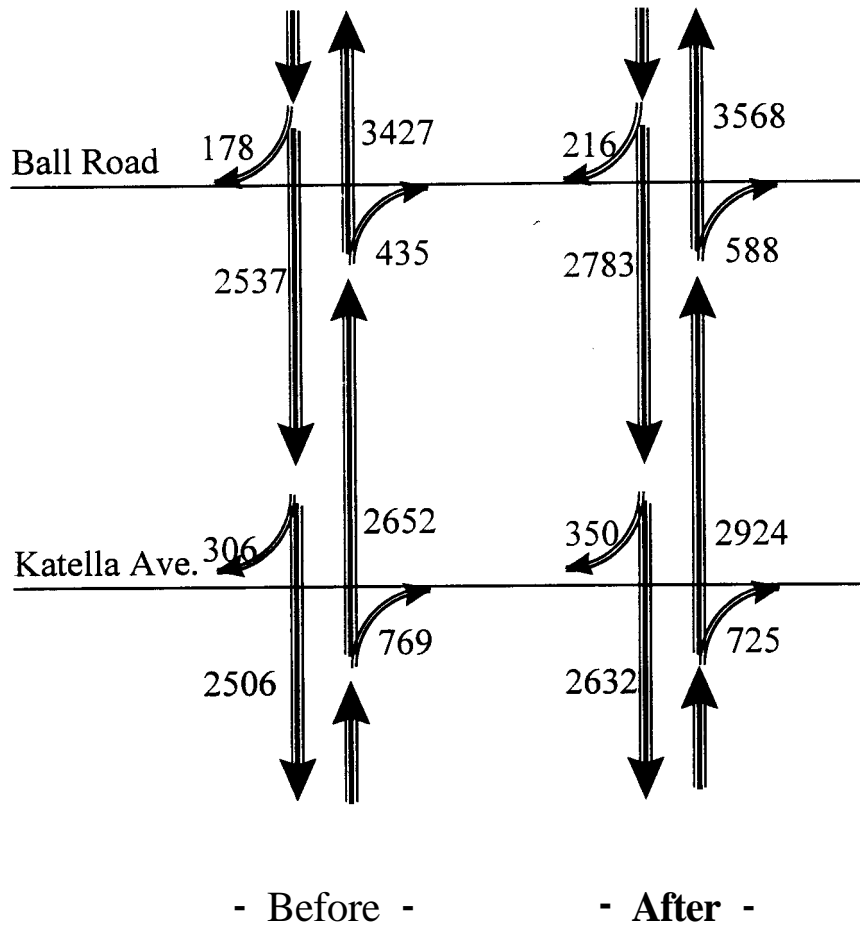 178 3427 216 3568
Ball Road
435 588
2537 2783
306 2652 350 2924
Katella Ave.
769 725
2506 2632
- Before - - After -